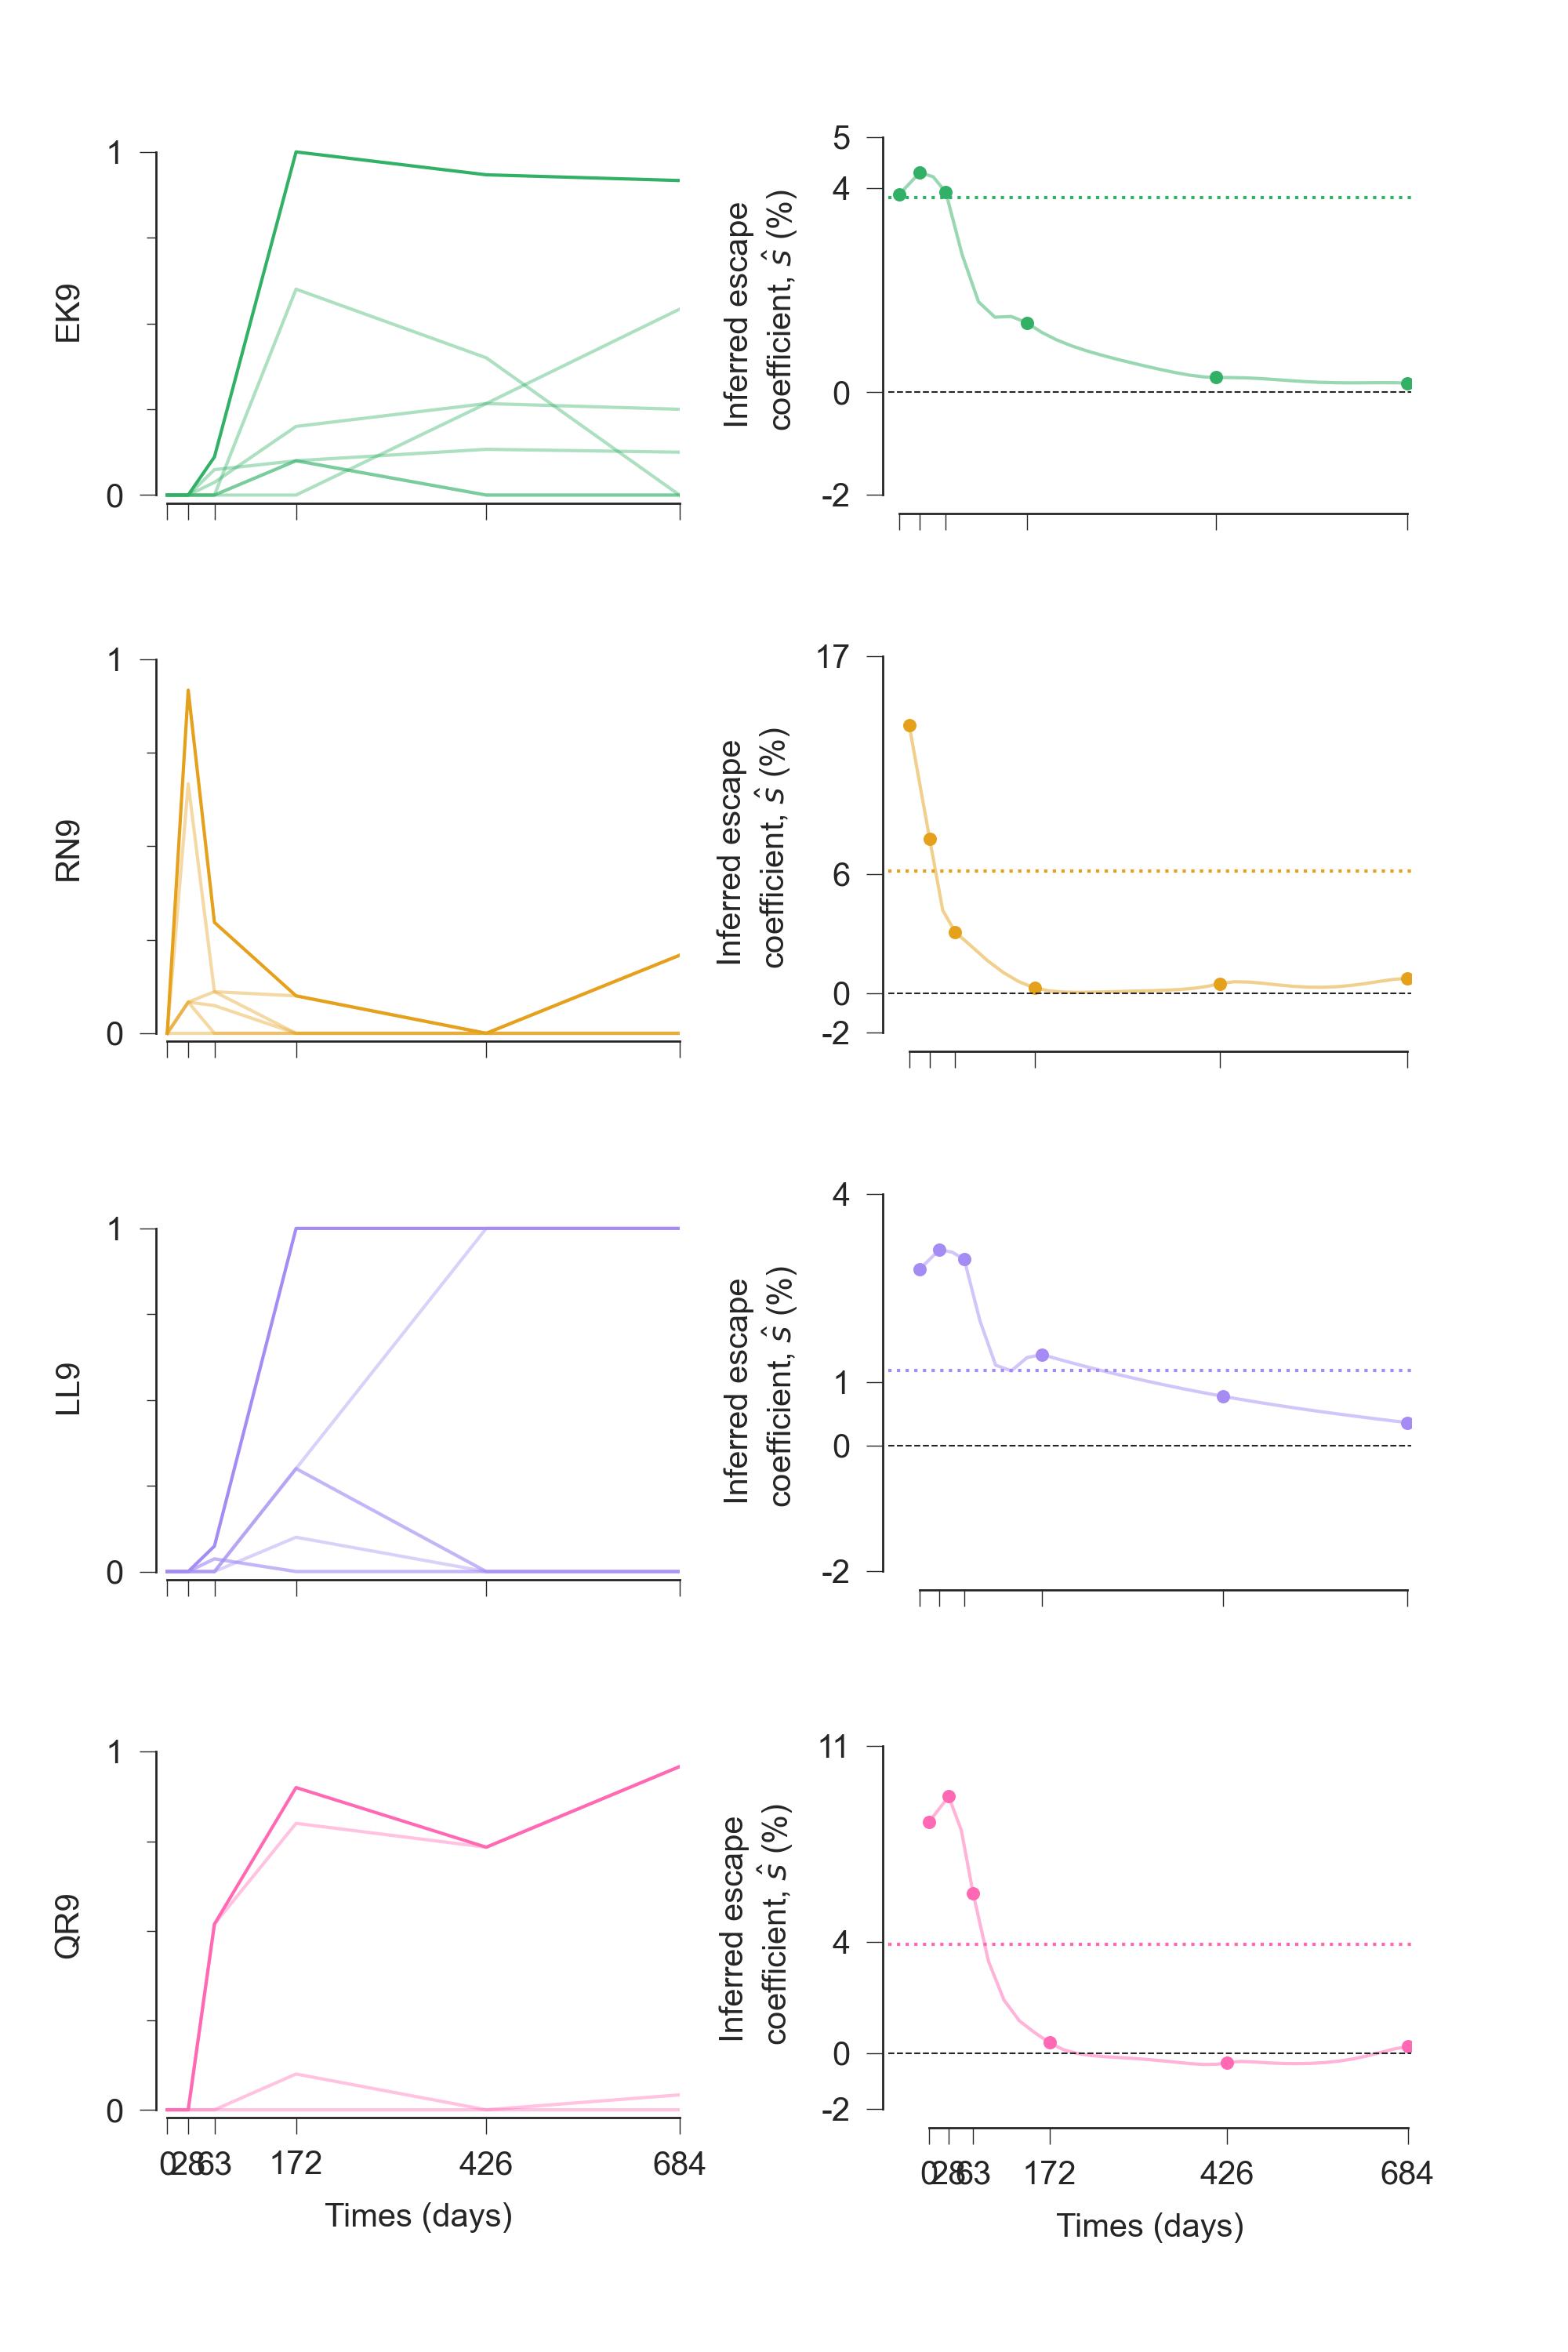 EK9
1
0
Inferred escape
coefficient, ŝ (%)
5
4
0
-2
RN9
1
0
Inferred escape
coefficient, ŝ (%)
17
6
0
-2
LL9
1
0
Inferred escape
coefficient, ŝ (%)
4
1
0
-2
QR9
1
0
0 28 63 172 426 684
Times (days)
Inferred escape
coefficient, ŝ (%)
11
4
0
-2
0 28 63 172 426 684
Times (days)